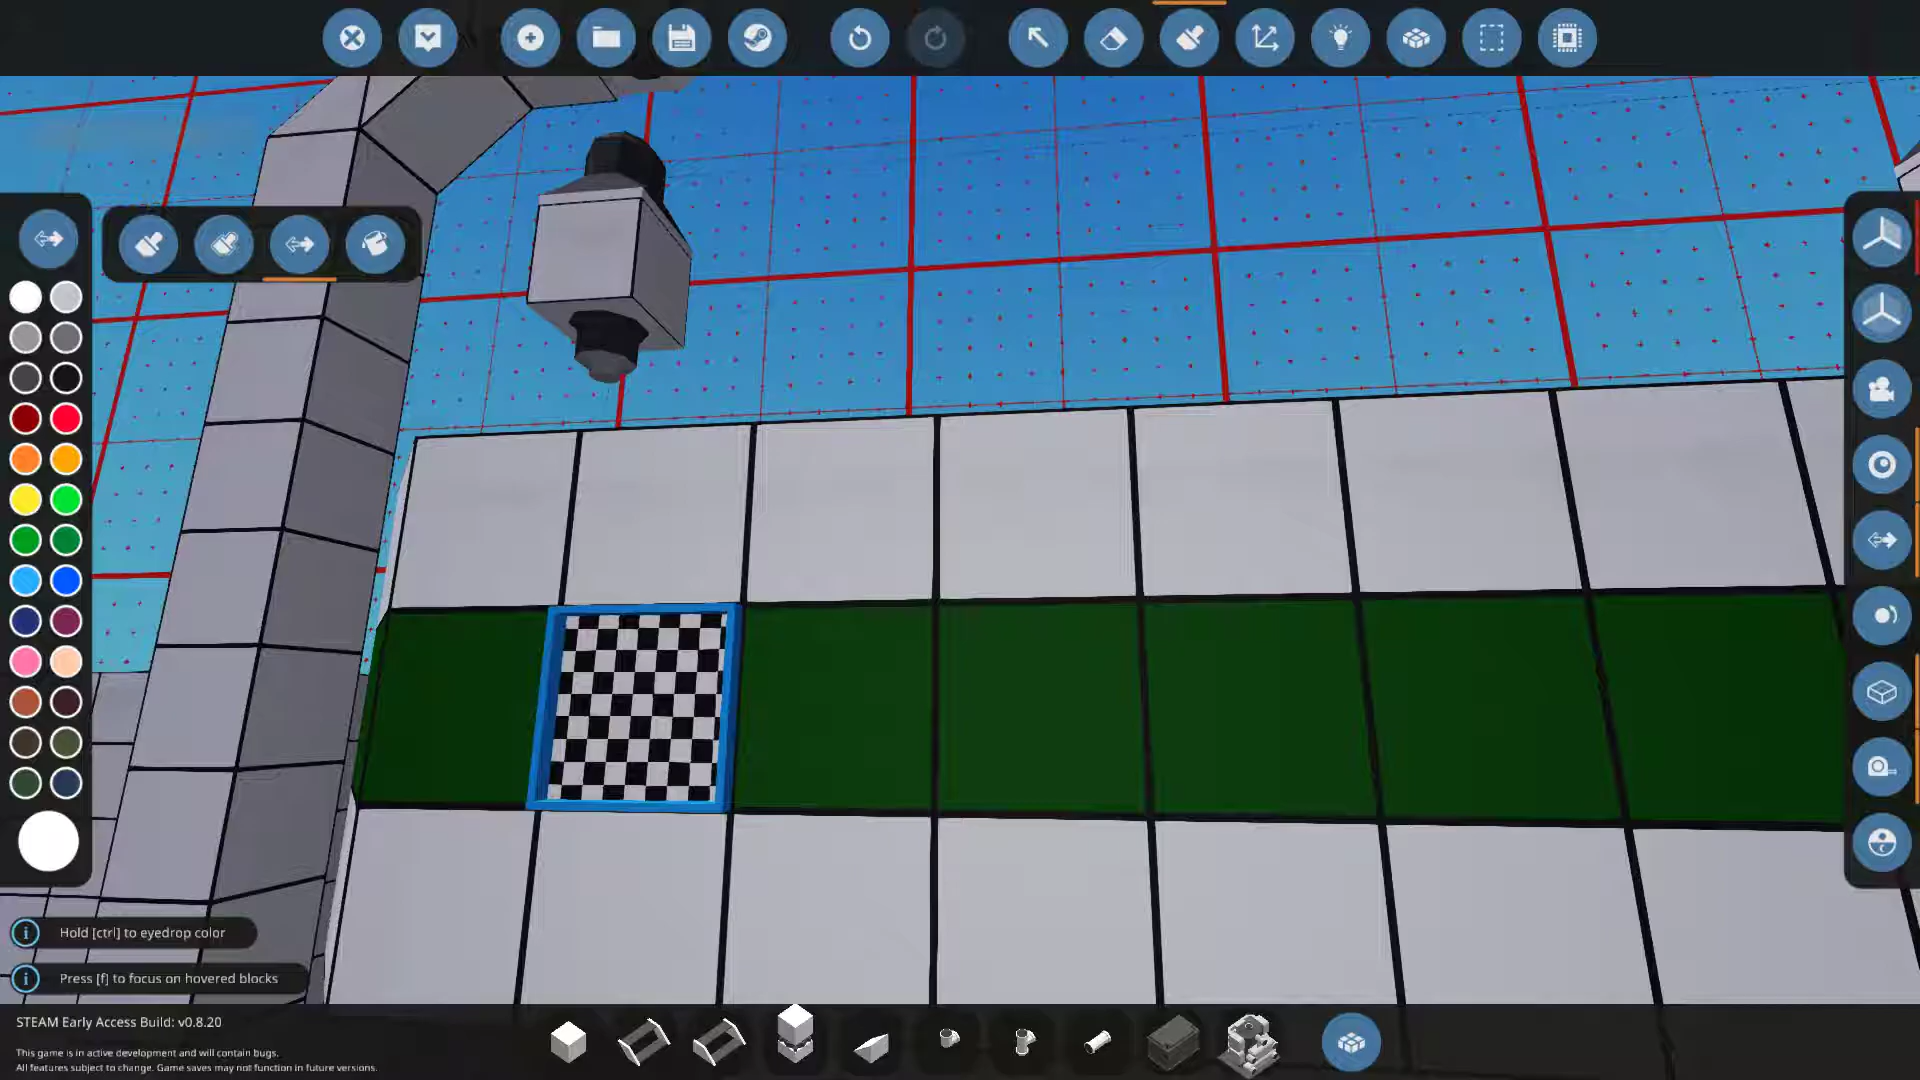 Hold [ctrl] to eyedrop color
Press [f] to focus on hovered blocks
STEAM Early Access Build: v0.8.20
This game is in active development and will contain bugs.
All features subject to change. Game saves may not function in future versions.